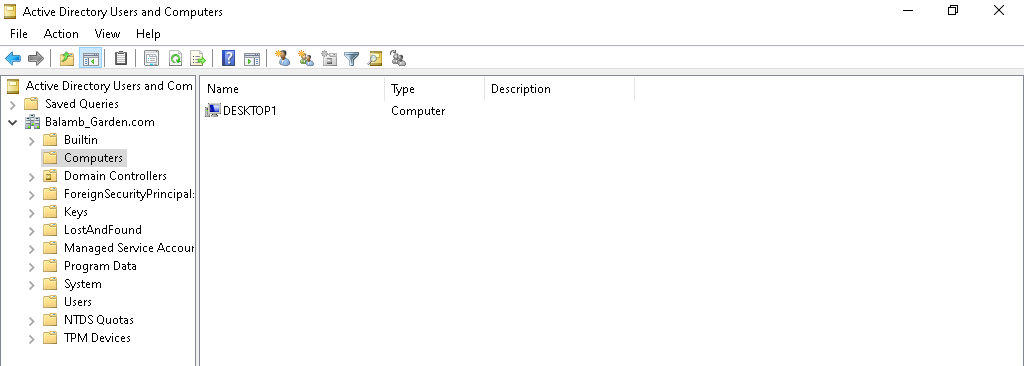 Active Directory Users and Computers
File Action View Help
Active Directory Users and Com
Saved Queries
Balamb_Garden.com
Builtin
Computers
Domain Controllers
ForeignSecurityPrincipal:
Keys
LostAndFound
Managed Service Accour
Program Data
System
Users
NTDS Quotas
TPM Devices
Name Type Description
DESKTOP1 Computer